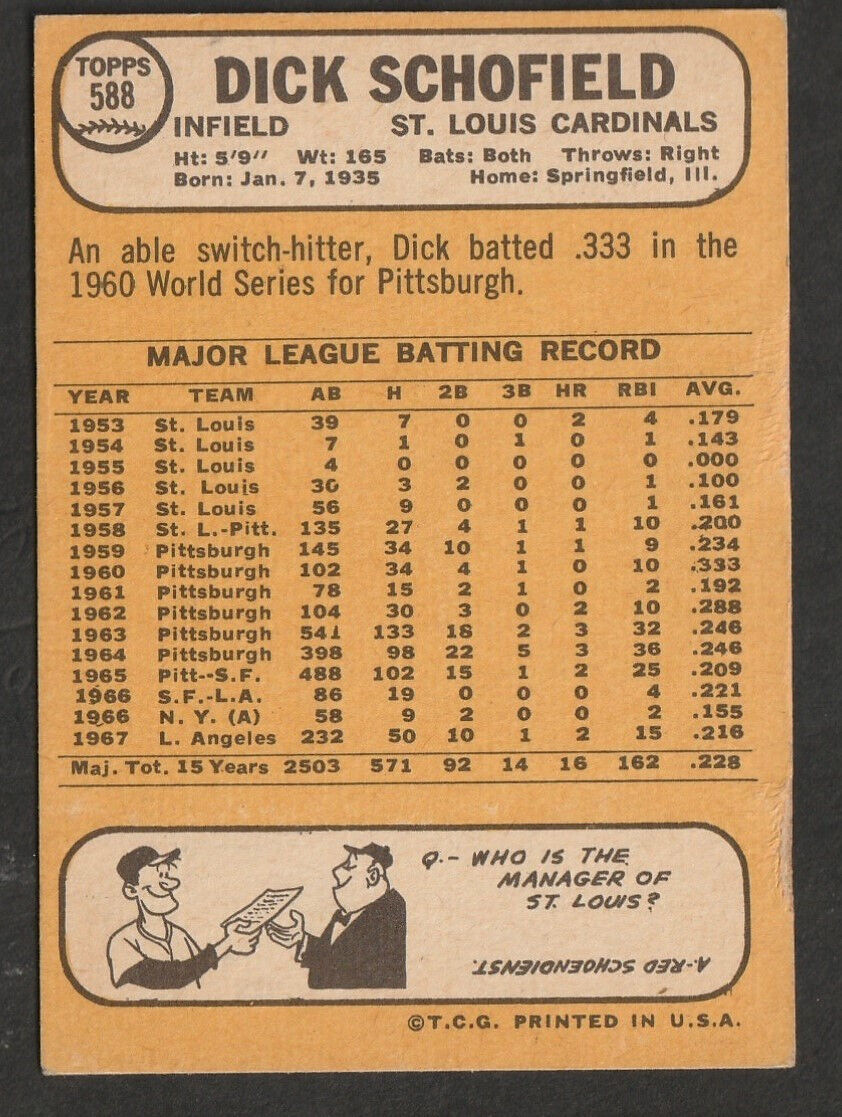 TOPPS
588
DICK SCHOFIELD
INFIELD ST. LOUIS CARDINALS
Ht: 5'9" Wt: 165 Bats: Both Throws: Right
Born: Jan. 7, 1935 Home: Springfield, Ill.
An able switch-hitter, Dick batted .333 in the
1960 World Series for Pittsburgh.
MAJOR LEAGUE BATTING RECORD
YEAR TEAM AB H 2B 3B HR RBI AVG.
1953 St. Louis 39 7 0 0 2 4 .179
1954 St. Louis 7 1 0 1 0 1 .143
1955 St. Louis 4 0 0 0 0 0 .000
1956 St. Louis 30 3 2 0 0 1 .100
1957 St. Louis 56 9 0 0 0 1 .161
1958 St. L.-Pitt. 135 27 4 1 1 10 .200
1959 Pittsburgh 145 34 10 1 1 9 .234
1960 Pittsburgh 102 34 4 1 0 10 .333
1961 Pittsburgh 78 15 2 1 0 2 .192
1962 Pittsburgh 104 30 3 0 2 10 .288
1963 Pittsburgh 541 133 18 2 3 32 .246
1964 Pittsburgh 398 98 22 5 3 36 .246
1965 Pitt--S.F. 488 102 15 1 2 25 .209
1966 S.F.-L.A. 86 19 0 0 0 4 .221
1966 N. Y. (A) 58 9 2 0 0 2 .155
1967 L. Angeles 232 50 10 1 2 15 .216
Maj. Tot. 15 Years 2503 571 92 14 16 162 .228
Q.- WHO IS THE
MANAGER OF
ST. LOUIS?
A-RED SCHOENDIENST.
©T.C.G. PRINTED IN U.S.A.